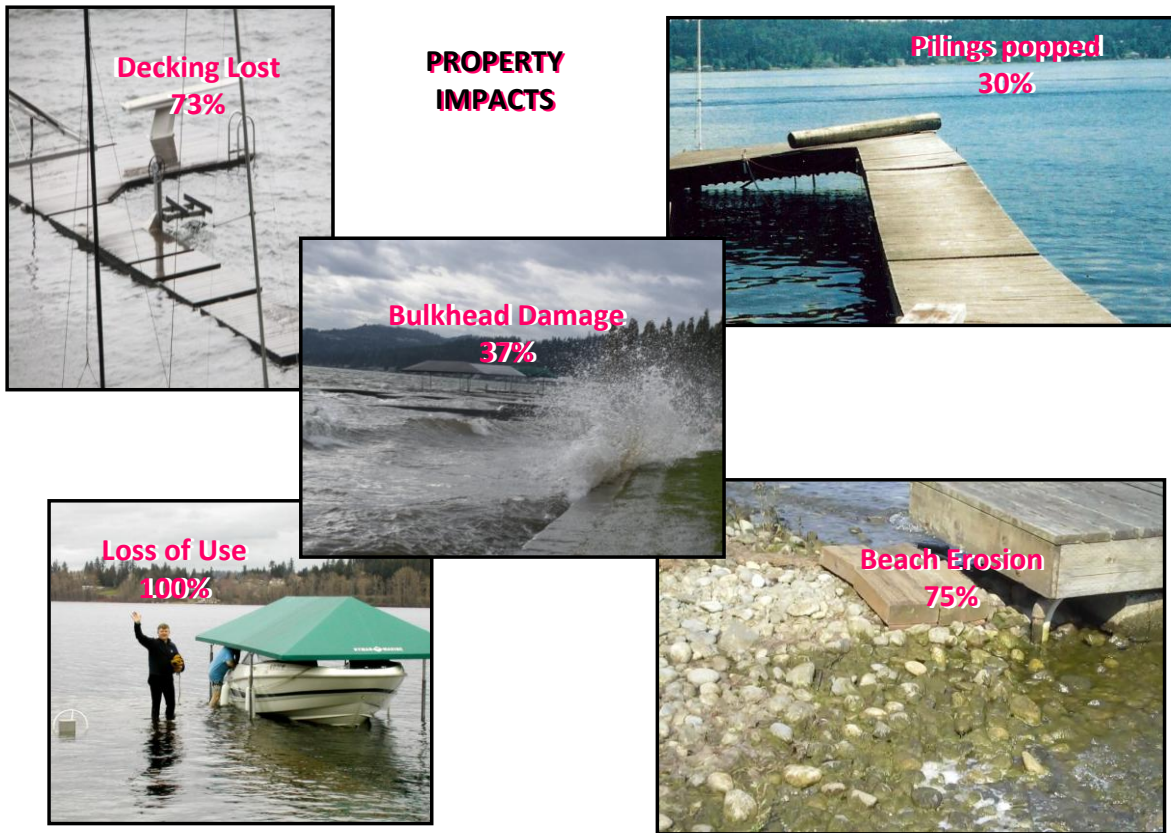 PROPERTY
IMPACTS
Decking Lost
73%
Pilings popped
30%
Bulkhead Damage
37%
Loss of Use
100%
Beach Erosion
75%